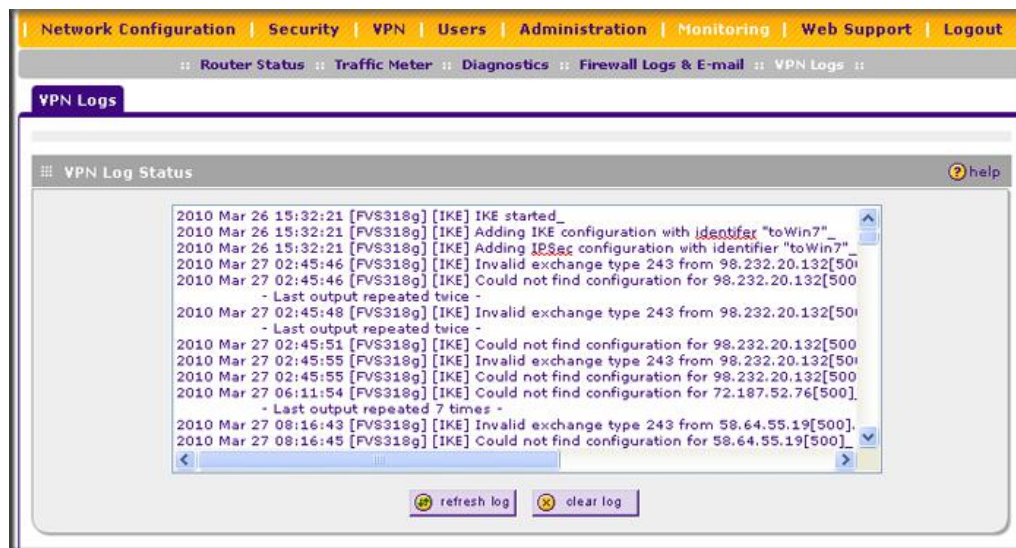 Network Configuration | Security | VPN | Users | Administration | Monitoring | Web Support | Logout
:: Router Status :: Traffic Meter :: Diagnostics :: Firewall Logs & E-mail :: VPN Logs ::
VPN Logs
VPN Log Status
help
2010 Mar 26 15:32:21 [FVS318g] [IKE] IKE started_
2010 Mar 26 15:32:21 [FVS318g] [IKE] Adding IKE configuration with identifer "toWin7"_
2010 Mar 26 15:32:21 [FVS318g] [IKE] Adding IPSec configuration with identifier "toWin7"_
2010 Mar 27 02:45:46 [FVS318g] [IKE] Invalid exchange type 243 from 98.232.20.132[500
2010 Mar 27 02:45:46 [FVS318g] [IKE] Could not find configuration for 98.232.20.132[500
- Last output repeated twice -
2010 Mar 27 02:45:48 [FVS318g] [IKE] Invalid exchange type 243 from 98.232.20.132[500
- Last output repeated twice -
2010 Mar 27 02:45:51 [FVS318g] [IKE] Could not find configuration for 98.232.20.132[500
2010 Mar 27 02:45:55 [FVS318g] [IKE] Invalid exchange type 243 from 98.232.20.132[500
2010 Mar 27 02:45:55 [FVS318g] [IKE] Could not find configuration for 98.232.20.132[500
2010 Mar 27 06:11:54 [FVS318g] [IKE] Could not find configuration for 72.187.52.76[500]_
- Last output repeated 7 times -
2010 Mar 27 08:16:43 [FVS318g] [IKE] Invalid exchange type 243 from 58.64.55.19[500].
2010 Mar 27 08:16:45 [FVS318g] [IKE] Could not find configuration for 58.64.55.19[500]_
refresh log
clear log